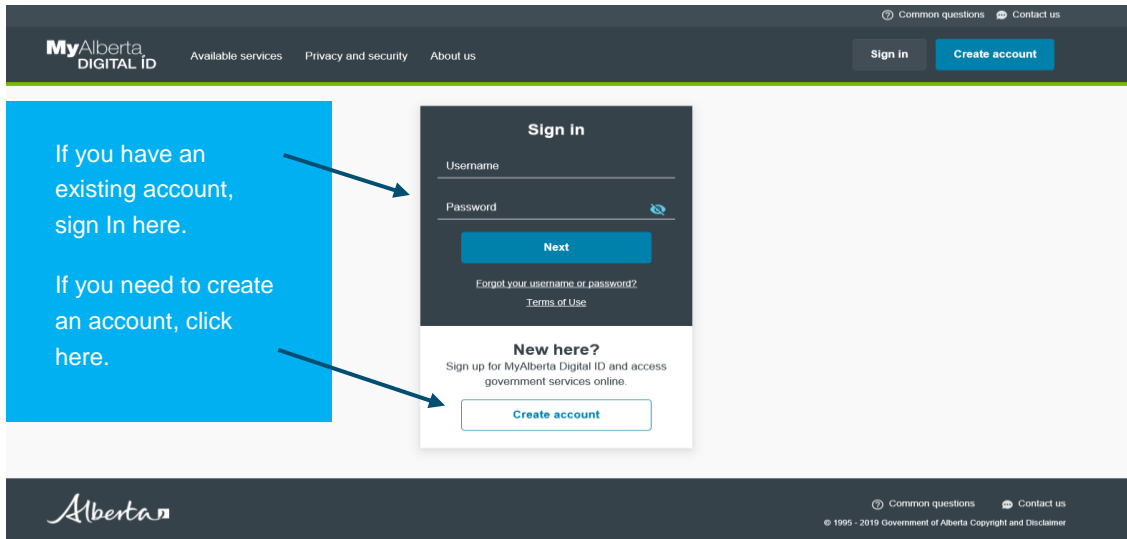 Common questions Contact us
MyAlberta
DIGITAL ID
Available services Privacy and security About us
Sign in Create account
If you have an
existing account,
sign In here.
If you need to create
an account, click
here.
Sign in
Username
Password
Next
Forgot your username or password?
Terms of Use
New here?
Sign up for MyAlberta Digital ID and access
government services online.
Create account
Alberta
Common questions Contact us
© 1995 - 2019 Government of Alberta Copyright and Disclaimer